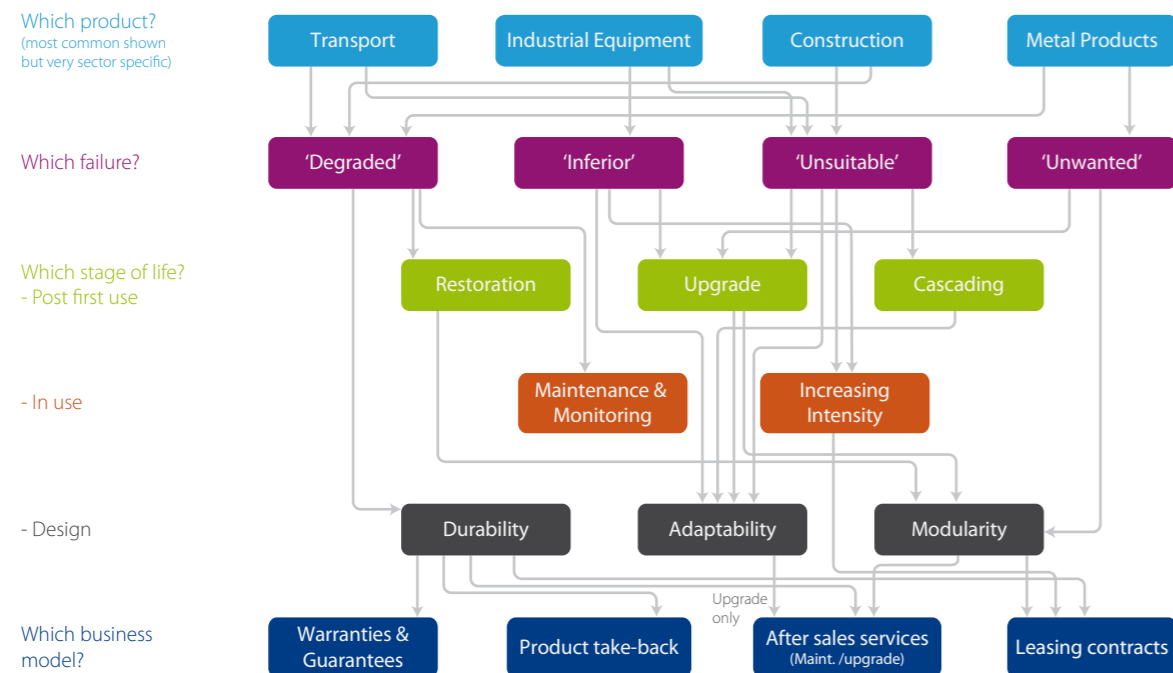 Which product?
(most common shown
but very sector specific)
Transport
Industrial Equipment
Construction
Metal Products
Which failure?
‘Degraded’
‘Inferior’
‘Unsuitable’
‘Unwanted’
Which stage of life?
- Post first use
Restoration
Upgrade
Cascading
- In use
Maintenance &
Monitoring
Increasing
Intensity
- Design
Durability
Adaptability
Modularity
Upgrade
only
Which business
model?
Warranties &
Guarantees
Product take-back
After sales services
(Maint. /upgrade)
Leasing contracts